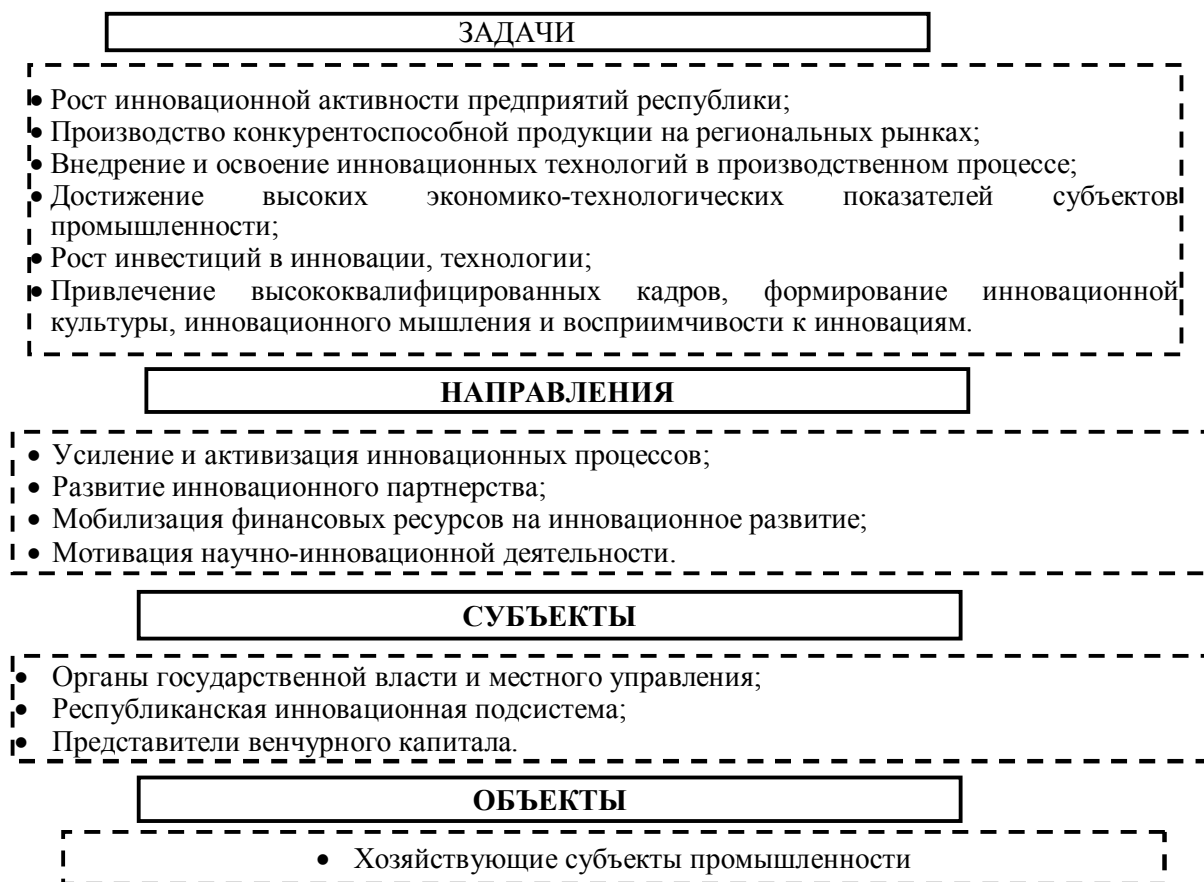 ЗАДАЧИ
• Рост инновационной активности предприятий республики;
• Производство конкурентоспособной продукции на региональных рынках;
• Внедрение и освоение инновационных технологий в производственном процессе;
• Достижение высоких экономико-технологических показателей субъектов
промышленности;
• Рост инвестиций в инновации, технологии;
• Привлечение высококвалифицированных кадров, формирование инновационной
культуры, инновационного мышления и восприимчивости к инновациям.
НАПРАВЛЕНИЯ
• Усиление и активизация инновационных процессов;
• Развитие инновационного партнерства;
• Мобилизация финансовых ресурсов на инновационное развитие;
• Мотивация научно-инновационной деятельности.
СУБЪЕКТЫ
• Органы государственной власти и местного управления;
• Республиканская инновационная подсистема;
• Представители венчурного капитала.
ОБЪЕКТЫ
• Хозяйствующие субъекты промышленности